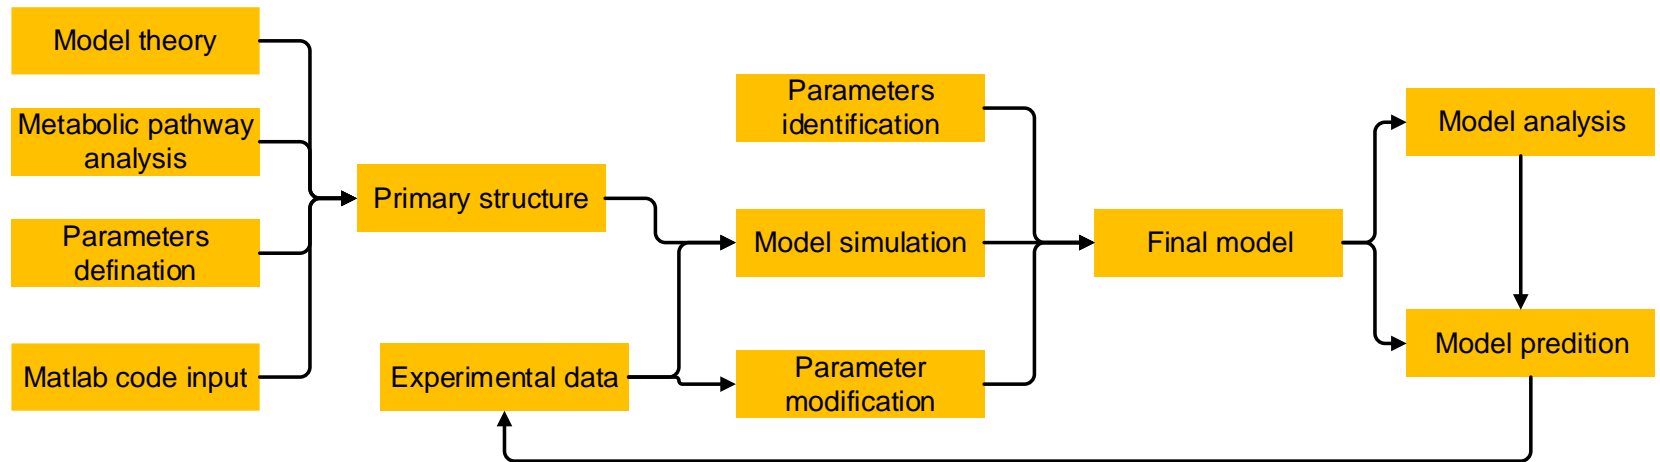 Model theory
Metabolic pathway
analysis
Parameters
defination
Matlab code input
Primary structure
Experimental data
Parameters
identification
Model simulation
Parameter
modification
Final model
Model analysis
Model predition